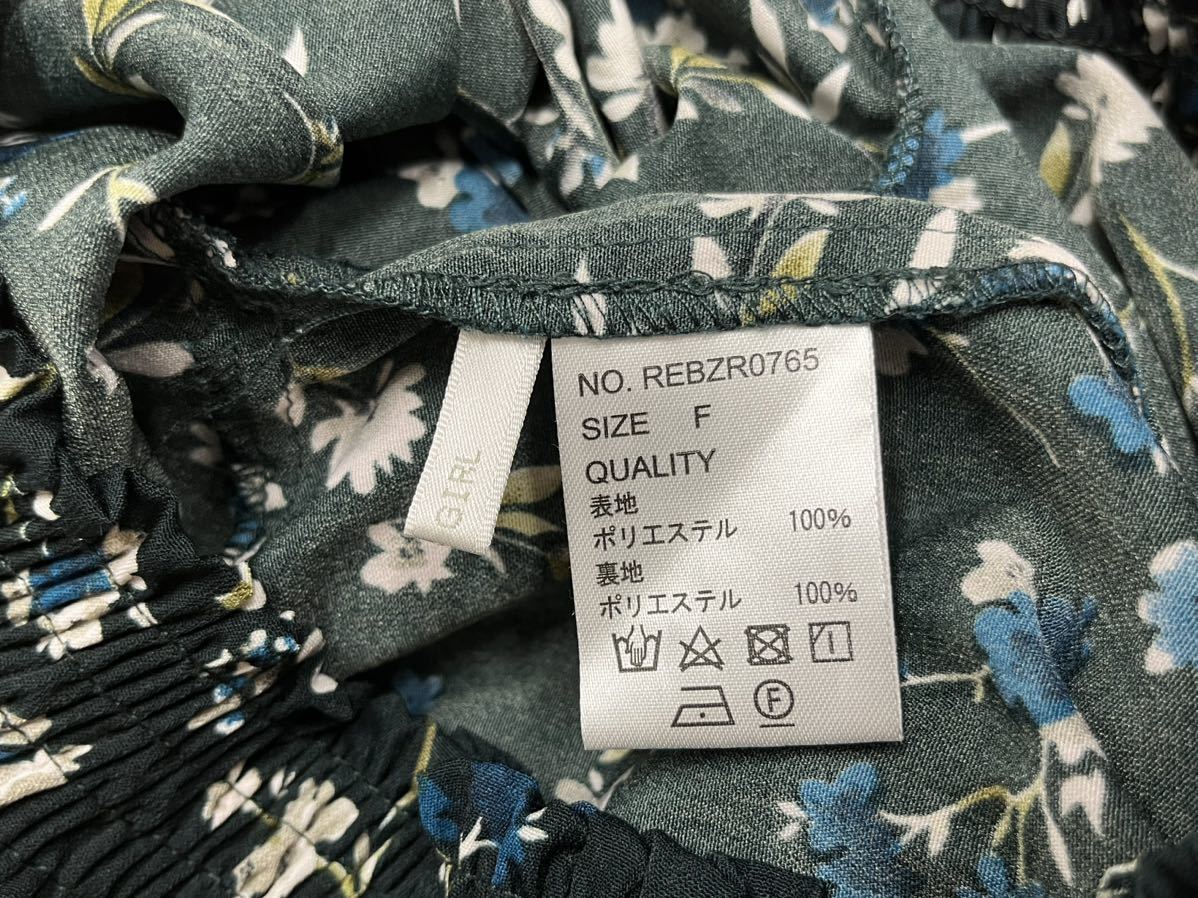 GIRL
NO. REBZR0765
SIZE F
QUALITY
表地
ポリエステル 100%
裏地
ポリエステル 100%
F